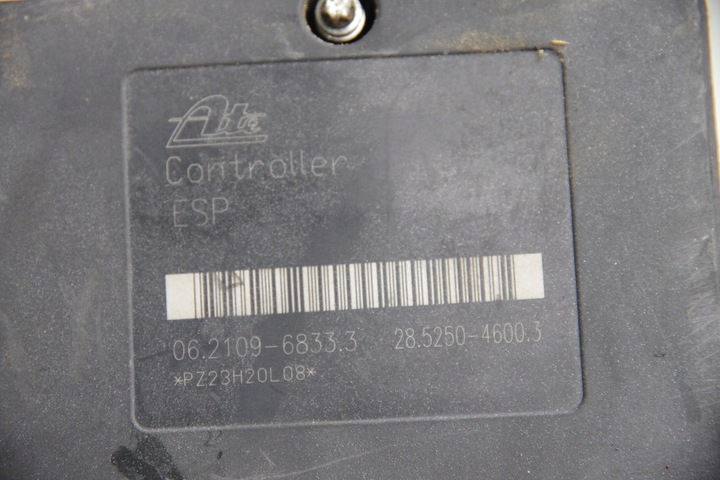 Ate
Controller
ESP
06.2109-6833.3 28.5250-4600.3
*PZ23H20L08*